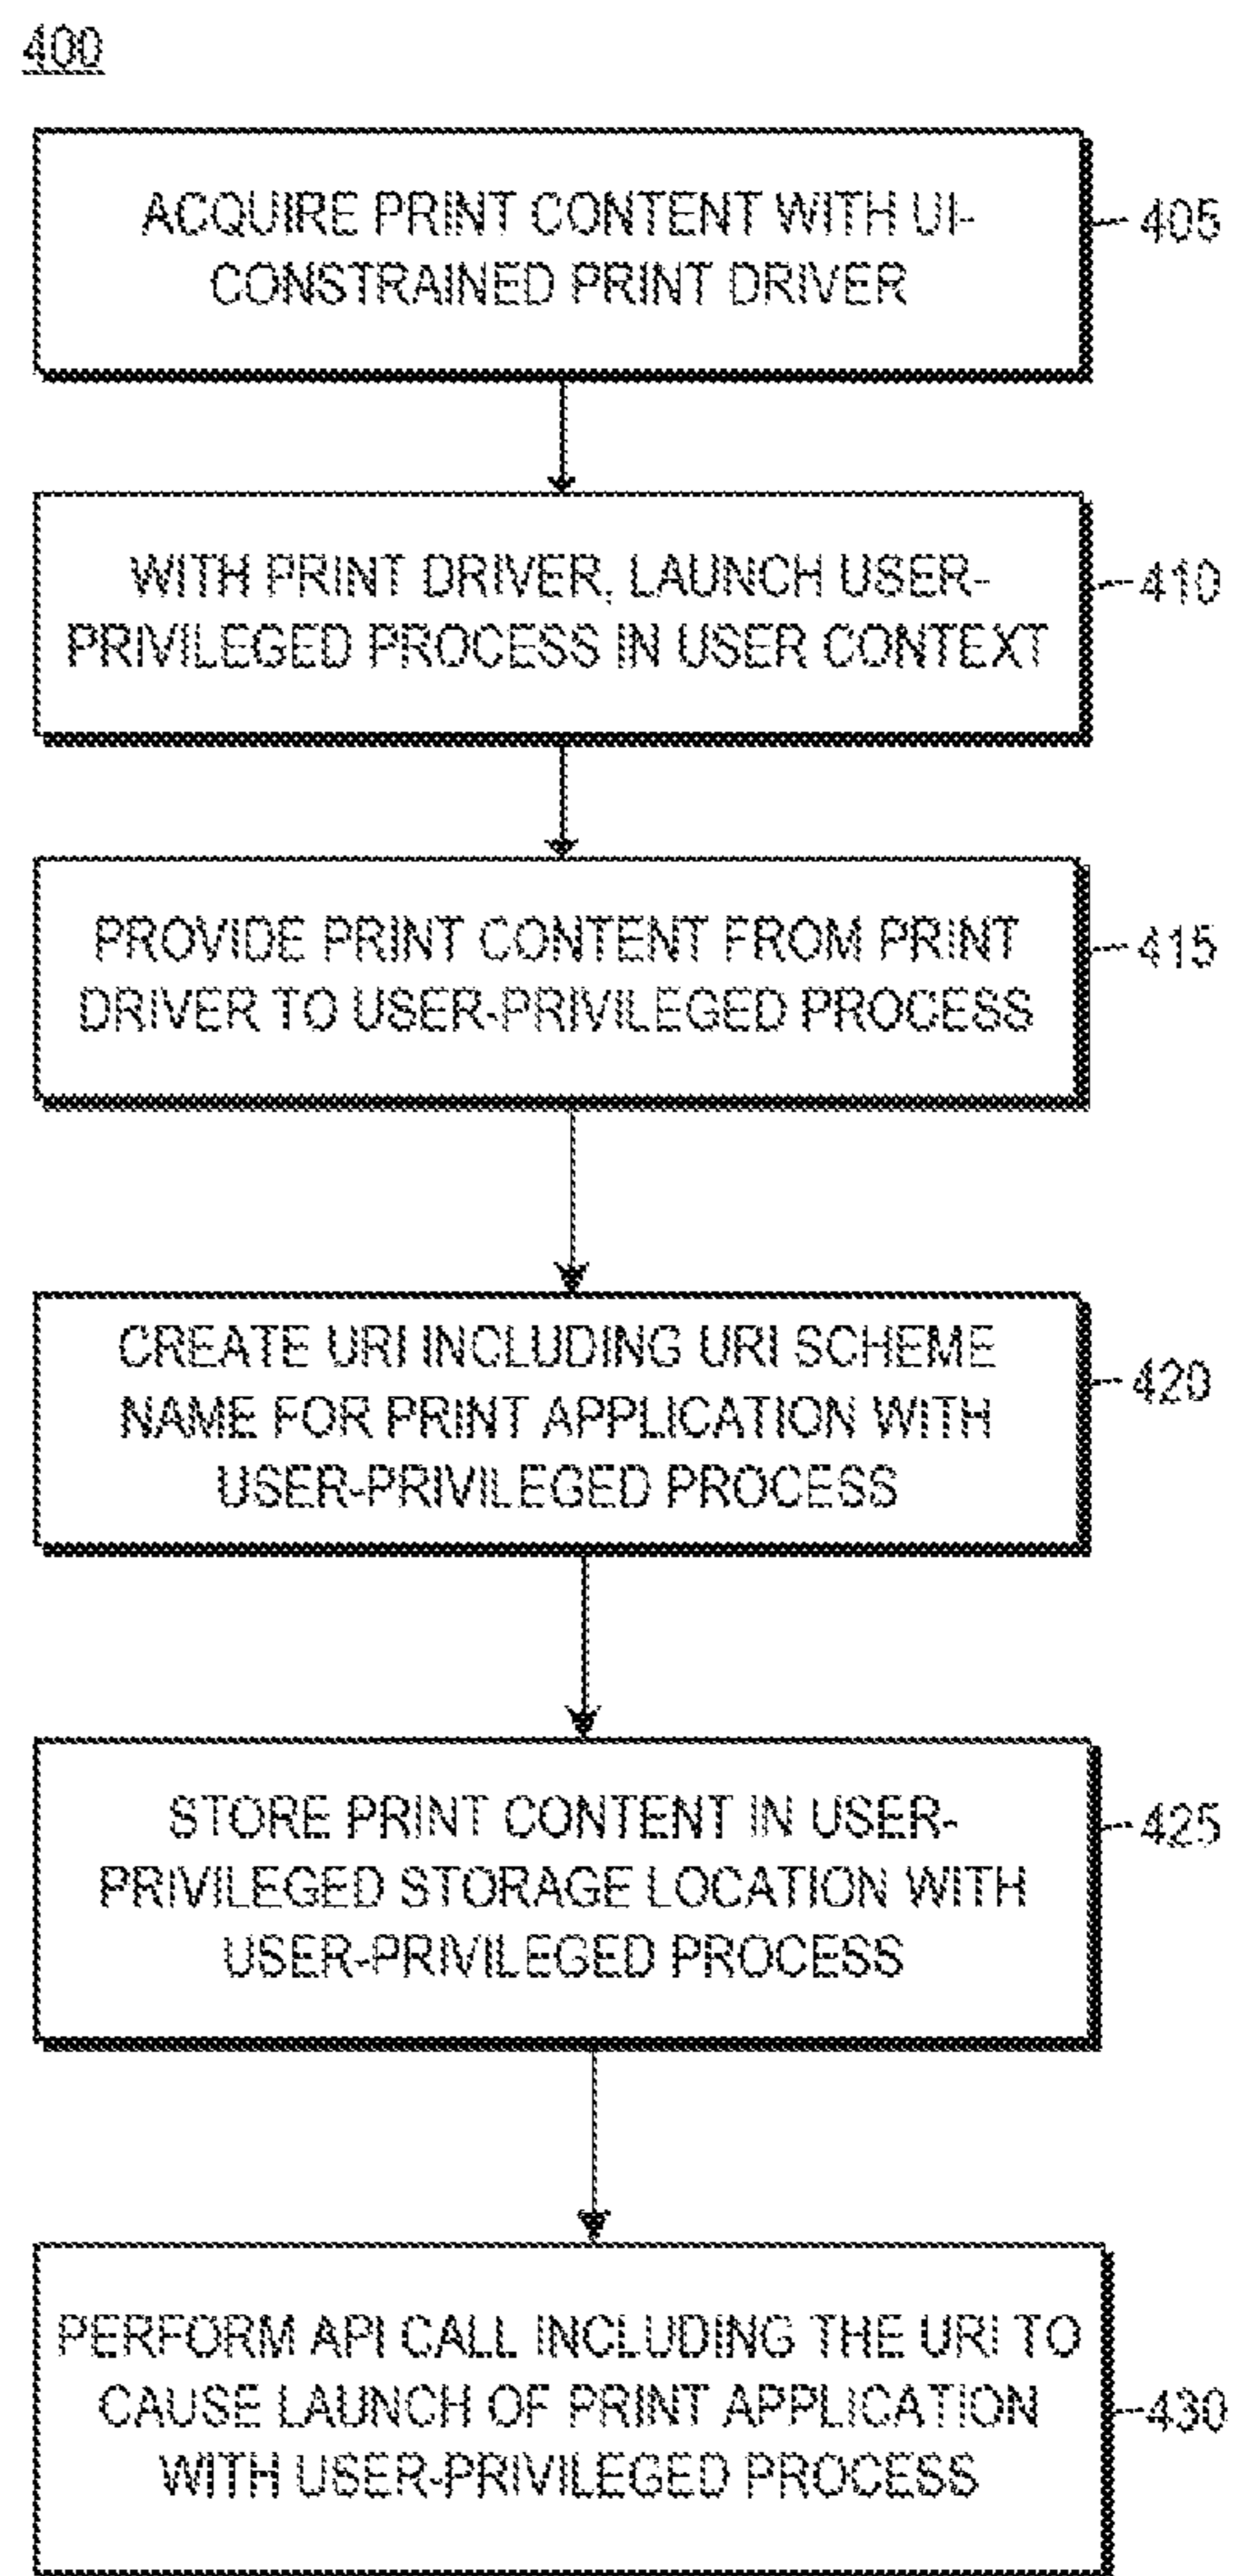 400
ACQUIRE PRINT CONTENT WITH UI-
CONSTRAINED PRINT DRIVER
405
WITH PRINT DRIVER, LAUNCH USER-
PRIVILEGED PROCESS IN USER CONTEXT
410
PROVIDE PRINT CONTENT FROM PRINT
DRIVER TO USER-PRIVILEGED PROCESS
415
CREATE URI INCLUDING URI SCHEME
NAME FOR PRINT APPLICATION WITH
USER-PRIVILEGED PROCESS
420
STORE PRINT CONTENT IN USER-
PRIVILEGED STORAGE LOCATION WITH
USER-PRIVILEGED PROCESS
425
PERFORM API CALL INCLUDING THE URI TO
CAUSE LAUNCH OF PRINT APPLICATION
WITH USER-PRIVILEGED PROCESS
430